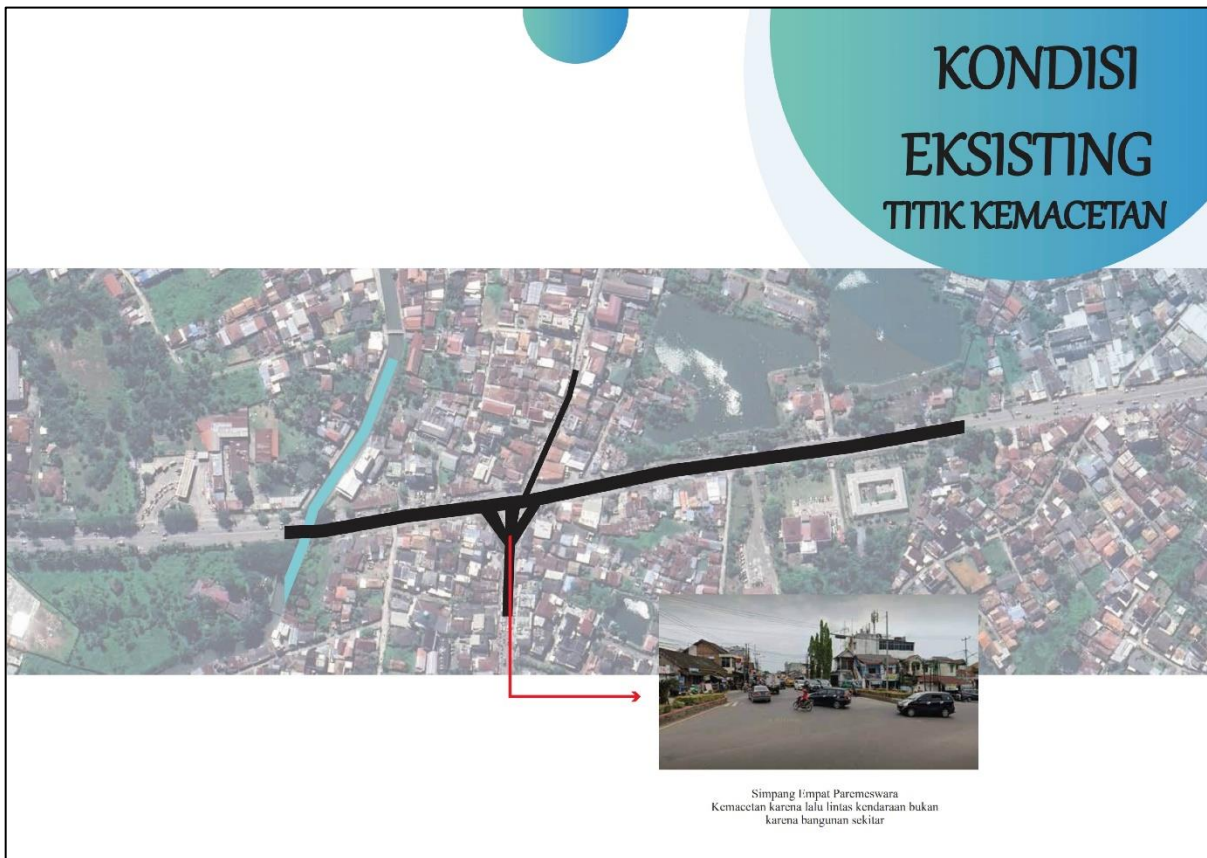 KONDISI
EKSISTING
TITIK KEMACETAN
Simpang Empat Paremeswara
Kemacetan karena lalu lintas kendaraan bukan
karena bangunan sekitar